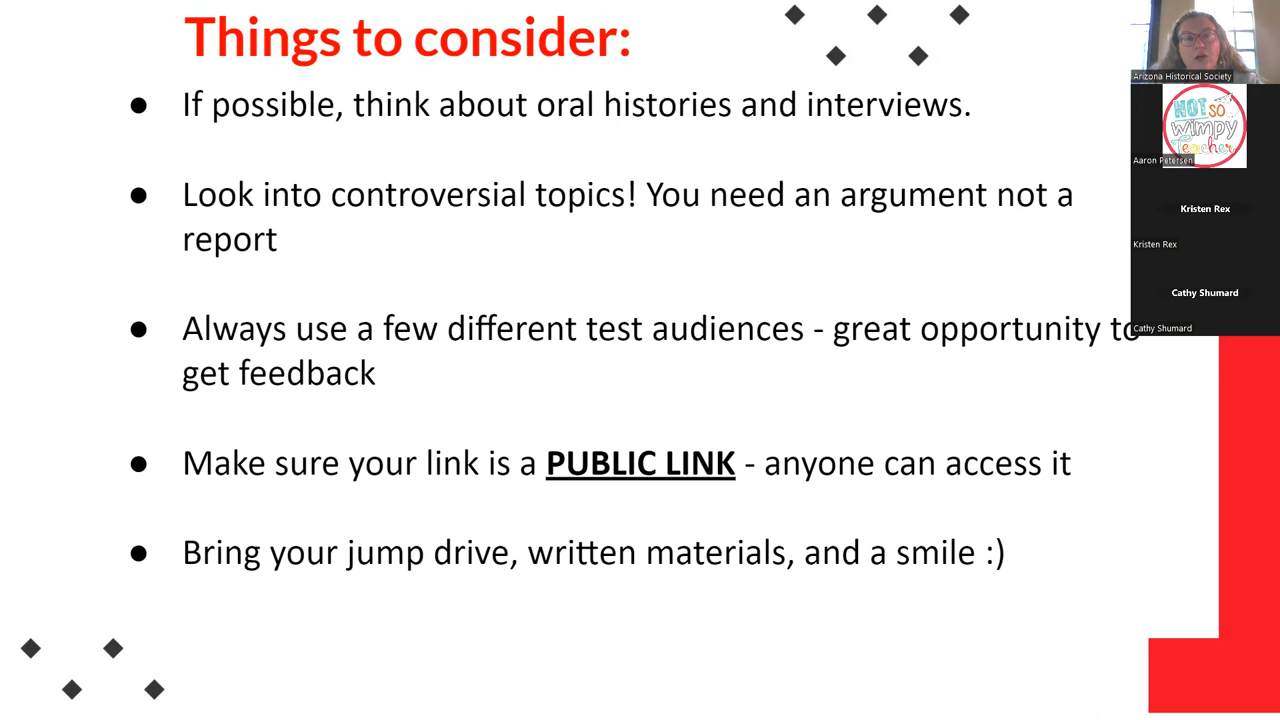 Things to consider:
● If possible, think about oral histories and interviews.
● Look into controversial topics! You need an argument not a
report
● Always use a few different test audiences - great opportunity to
get feedback
● Make sure your link is a PUBLIC LINK - anyone can access it
● Bring your jump drive, written materials, and a smile :)
Arizona Historical Society
NOT so
wimpy
Teacher
Aaron Petersen
Kristen Rex
Kristen Rex
Cathy Shumard
Cathy Shumard